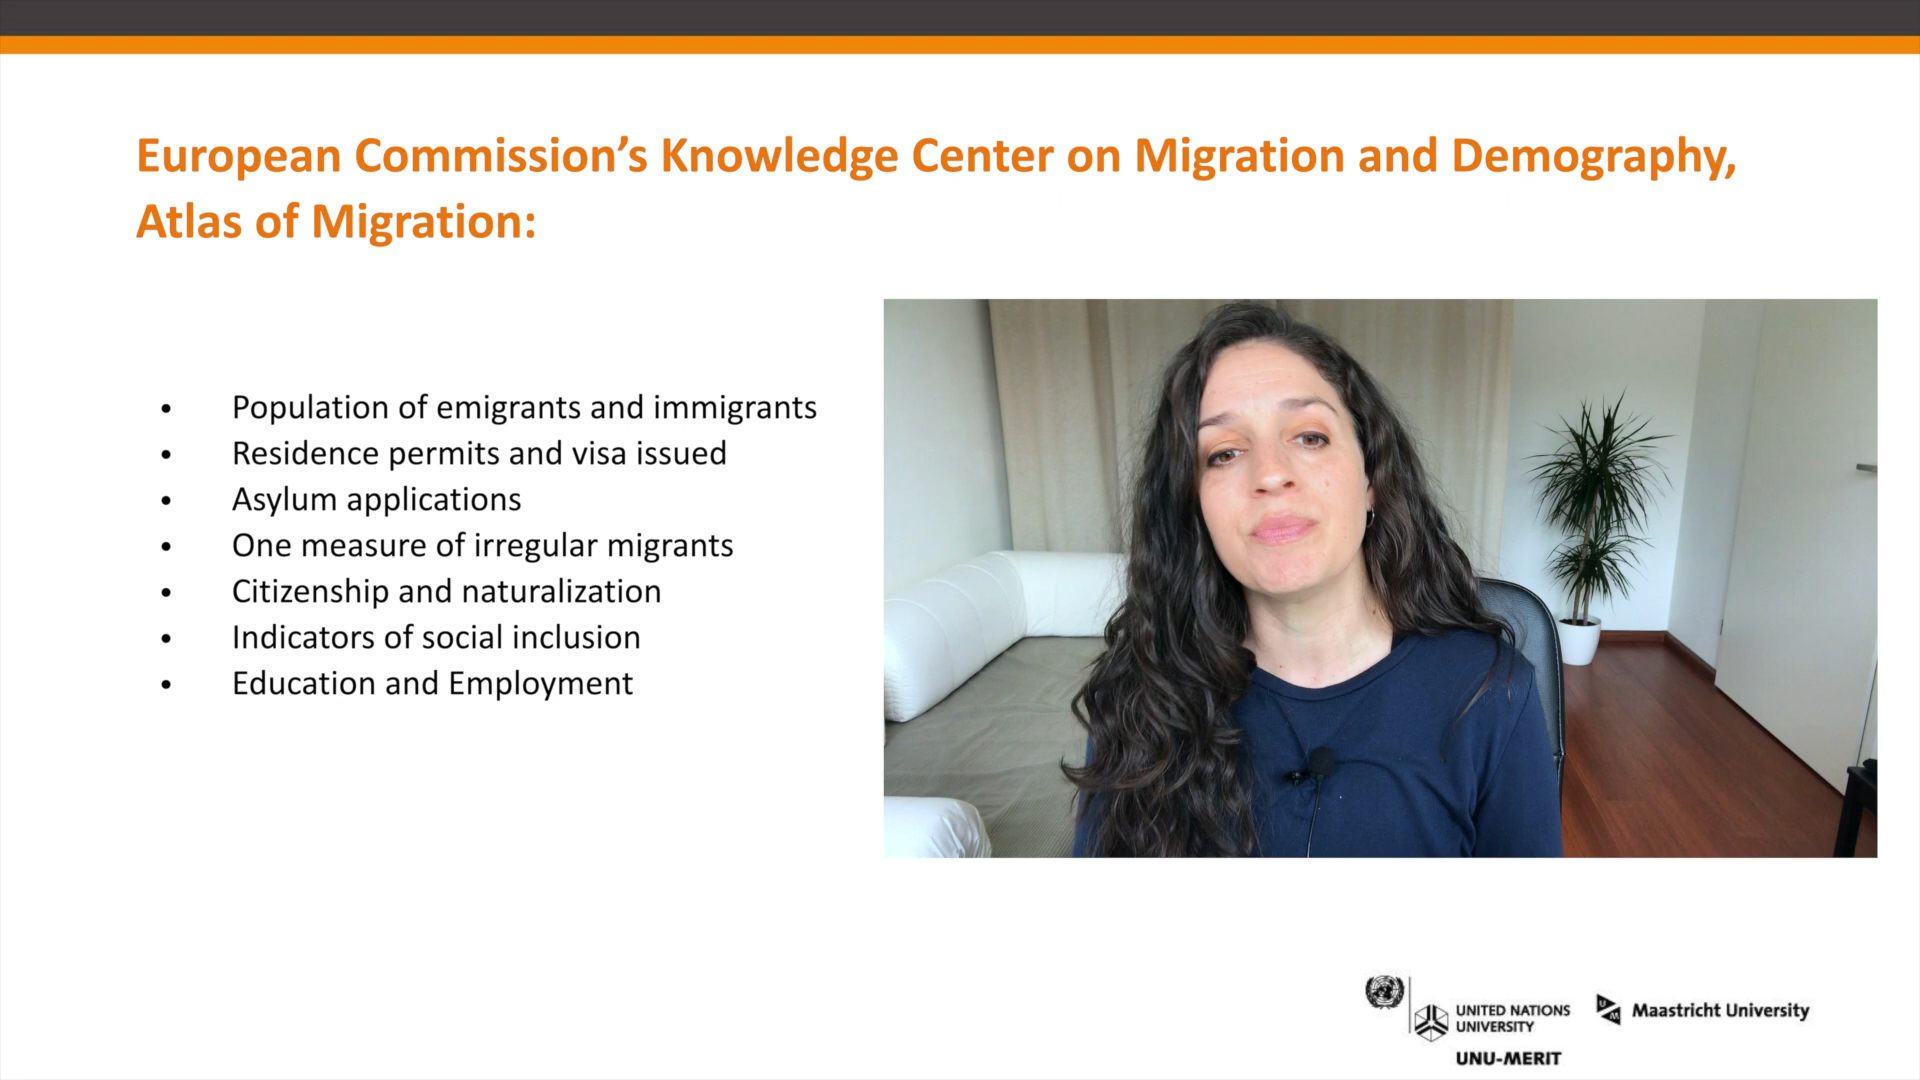 European Commission’s Knowledge Center on Migration and Demography,
Atlas of Migration:
• Population of emigrants and immigrants
• Residence permits and visa issued
• Asylum applications
• One measure of irregular migrants
• Citizenship and naturalization
• Indicators of social inclusion
• Education and Employment
UNITED NATIONS
UNIVERSITY
UNU-MERIT
U
M
Maastricht University